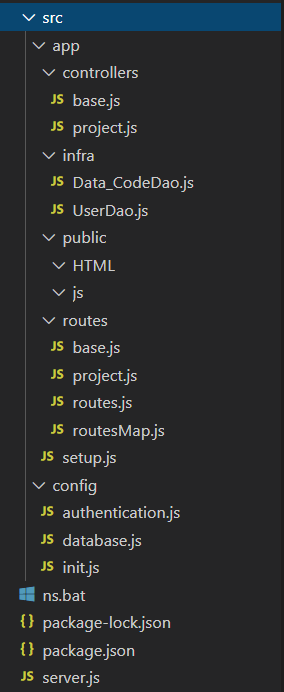 src
app
controllers
JS base.js
JS project.js
infra
JS Data_CodeDao.js
JS UserDao.js
public
HTML
js
routes
JS base.js
JS project.js
JS routes.js
JS routesMap.js
JS setup.js
config
JS authentication.js
JS database.js
JS init.js
ns.bat
{} package-lock.json
{} package.json
JS server.js